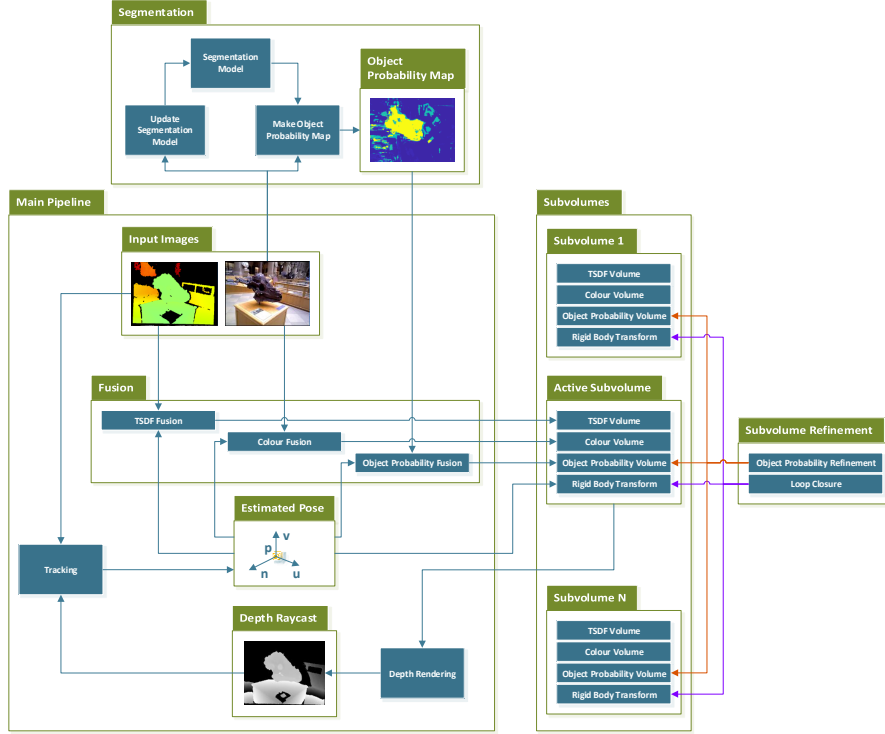 Segmentation
Segmentation
Model
Object
Probability Map
Update
Segmentation
Model
Make Object
Probability Map
Main Pipeline
Subvolumes
Input Images
Subvolume 1
TSDF Volume
Colour Volume
Object Probability Volume
Rigid Body Transform
Fusion
Active Subvolume
TSDF Fusion
TSDF Volume
Subvolume Refinement
Colour Fusion
Colour Volume
Object Probability Fusion
Object Probability Volume
Object Probability Refinement
Rigid Body Transform
Loop Closure
Estimated Pose
v
p
n
u
Tracking
Subvolume N
Depth Raycast
TSDF Volume
Colour Volume
Depth Rendering
Object Probability Volume
Rigid Body Transform